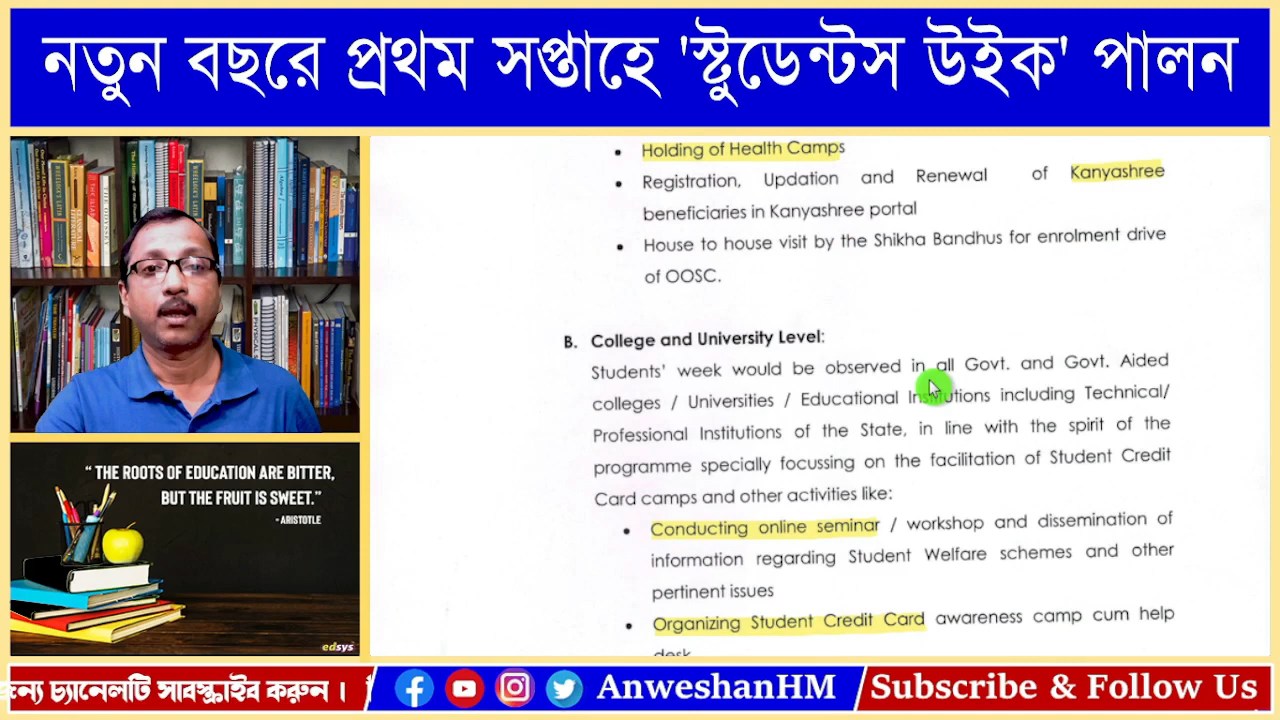 নতুন বছরে প্রথম সপ্তাহে 'স্টুডেন্টস উইক' পালন
• Holding of Health Camps
• Registration, Updation and Renewal of Kanyashree
beneficiaries in Kanyashree portal
• House to house visit by the Shikha Bandhus for enrolment drive
of OOSC.
B. College and University Level:
Students' week would be observed in all Govt. and Govt. Aided
colleges / Universities / Educational Institutions including Technical/
Professional Institutions of the State, in line with the spirit of the
programme specially focussing on the facilitation of Student Credit
Card camps and other activities like:
• Conducting online seminar / workshop and dissemination of
information regarding Student Welfare schemes and other
pertinent issues
• Organizing Student Credit Card awareness camp cum help
desk
“ THE ROOTS OF EDUCATION ARE BITTER,
BUT THE FRUIT IS SWEET.”
- ARISTOTLE
edsys
জন্য চ্যানেলটি সাবস্ক্রাইব করুন ।
AnweshanHM
Subscribe & Follow Us